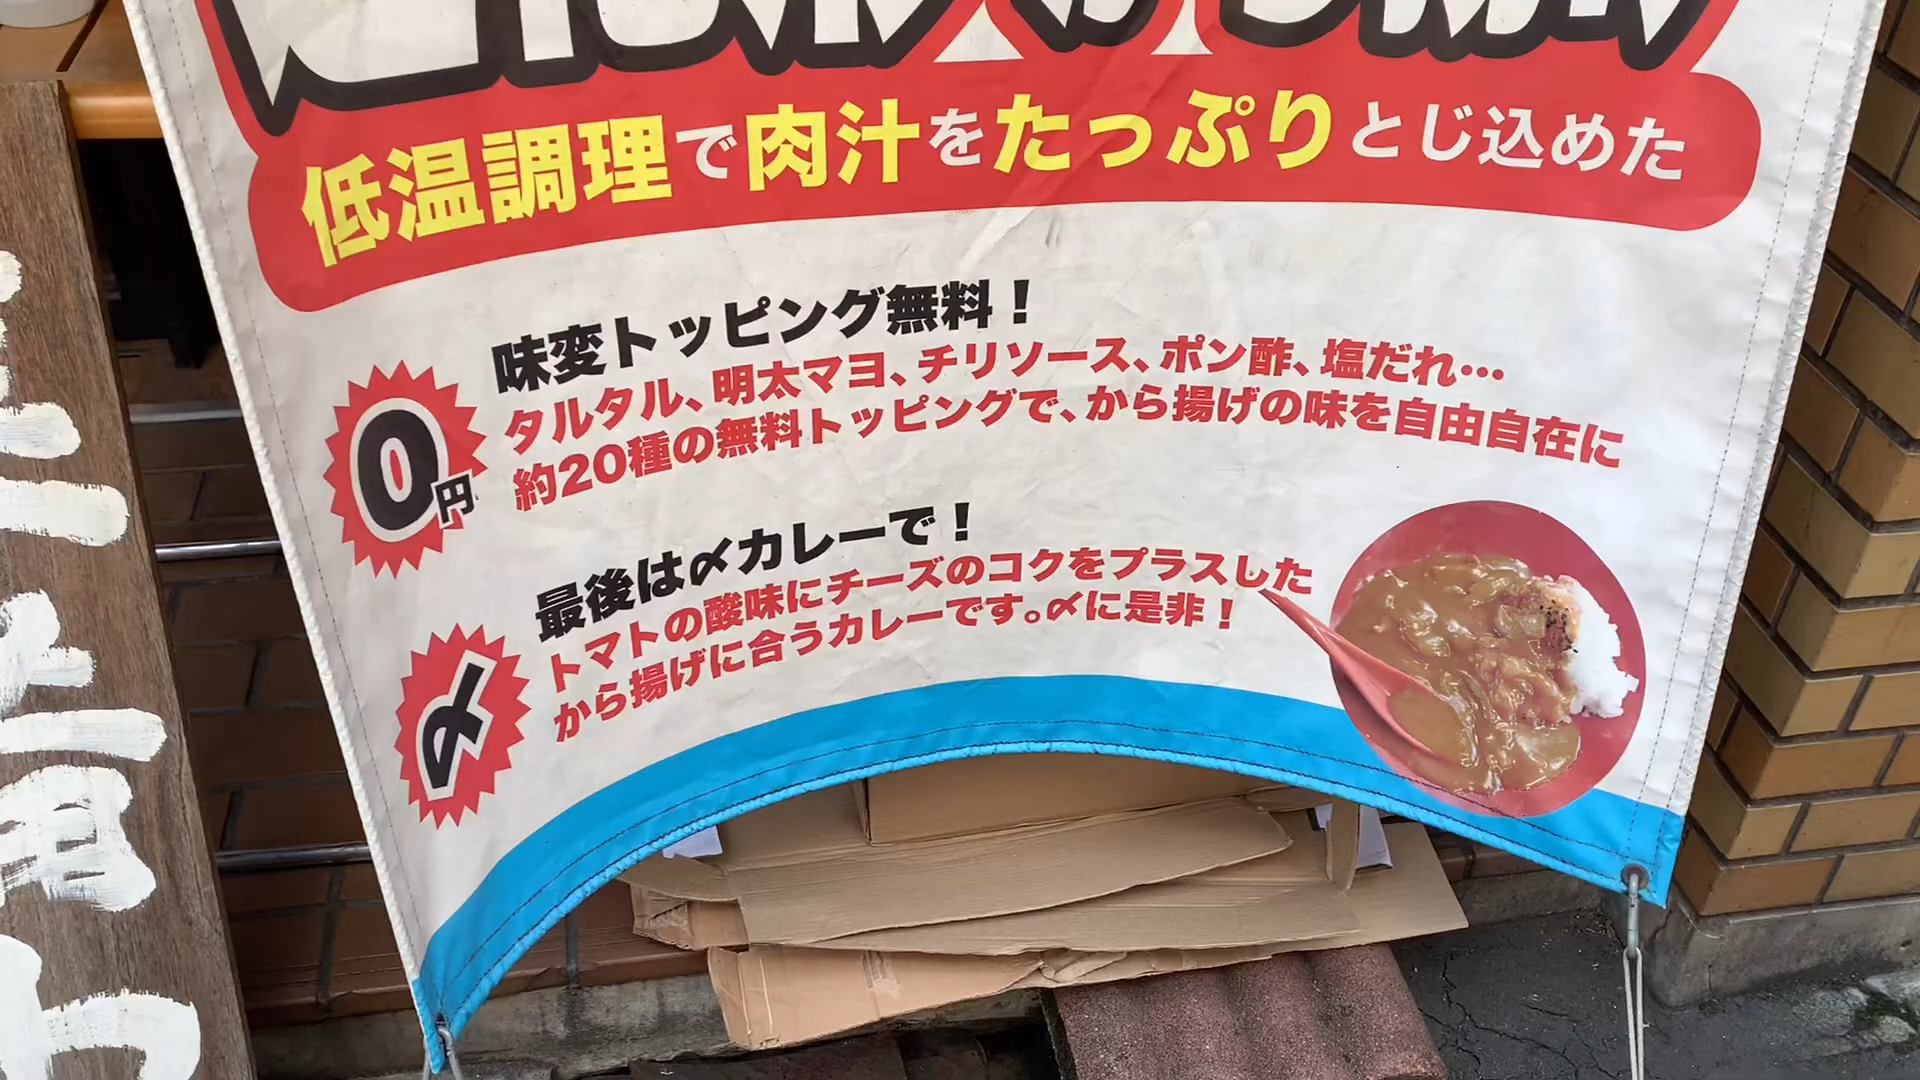 低温調理で肉汁をたっぷりとじ込めた
味変トッピング無料！
タルタル、明太マヨ、チリソース、ポン酢、塩だれ…
約20種の無料トッピングで、から揚げの味を自由自在に
0円
最後は〆カレーで！
トマトの酸味にチーズのコクをプラスした
から揚げに合うカレーです。〆に是非！
〆